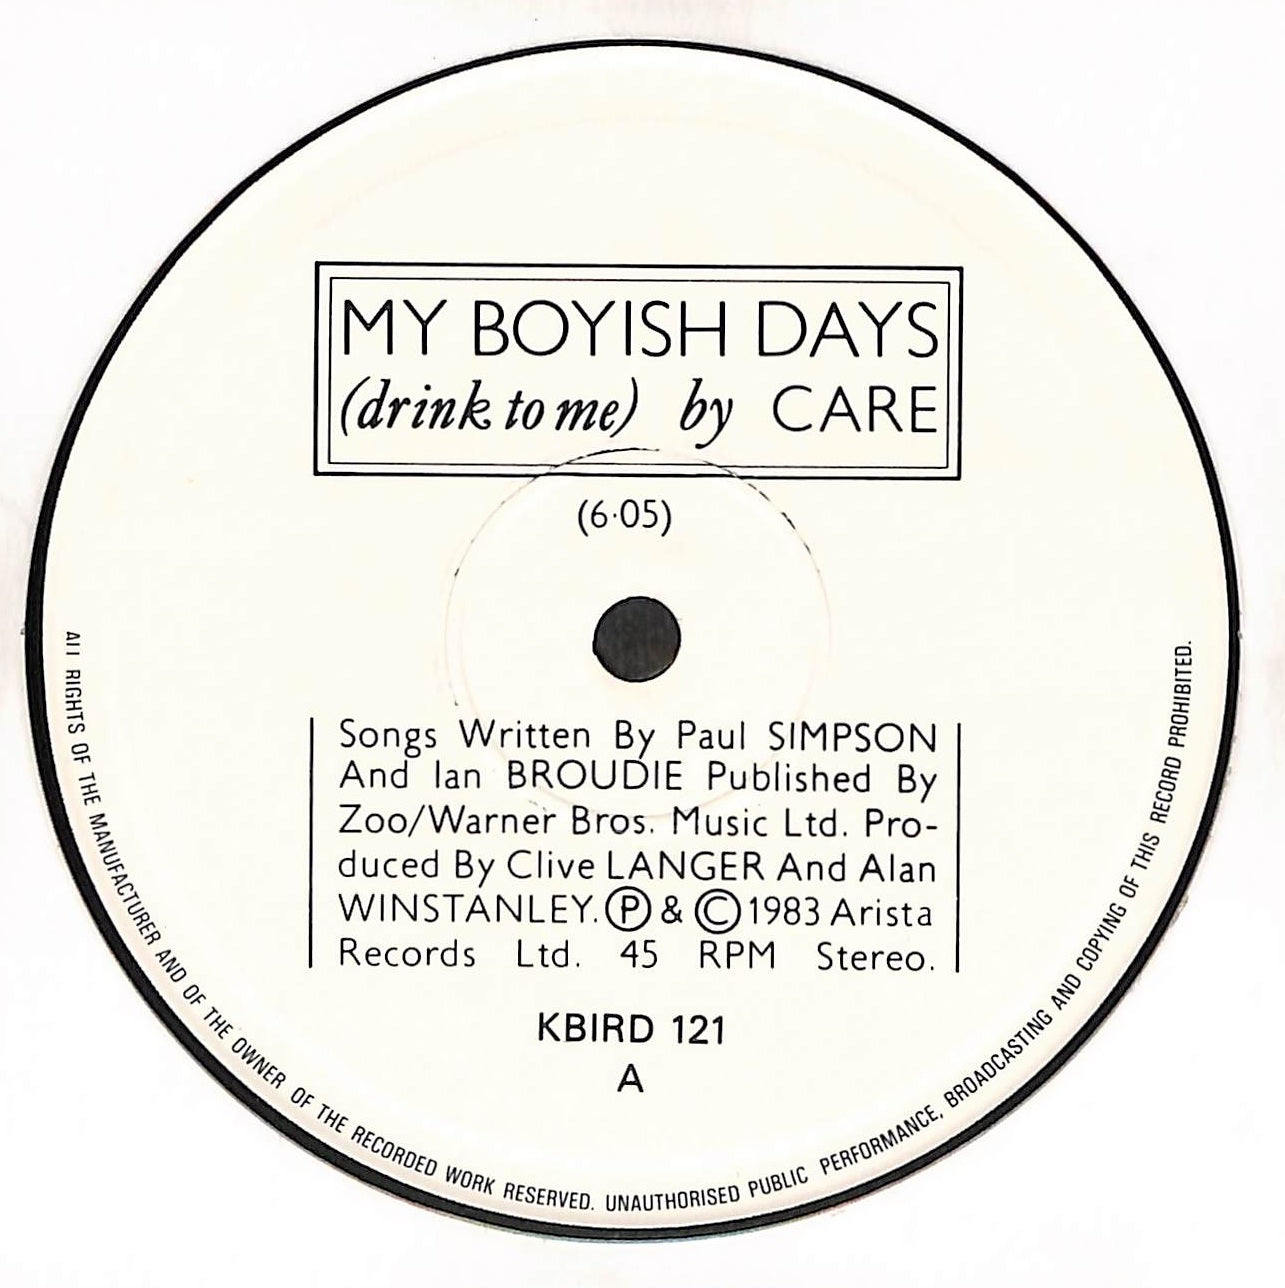 MY BOYISH DAYS
(drink to me) by CARE
(6·05)
Songs Written By Paul SIMPSON
And Ian BROUDIE Published By
Zoo/Warner Bros. Music Ltd. Pro-
duced By Clive LANGER And Alan
WINSTANLEY. Ⓟ & © 1983 Arista
Records Ltd. 45 RPM Stereo.
KBIRD 121
A
All RIGHTS OF THE MANUFACTURER AND OF THE OWNER OF THE RECORDED WORK RESERVED. UNAUTHORISED PUBLIC PERFORMANCE, BROADCASTING AND COPYING OF THIS RECORD PROHIBITED.